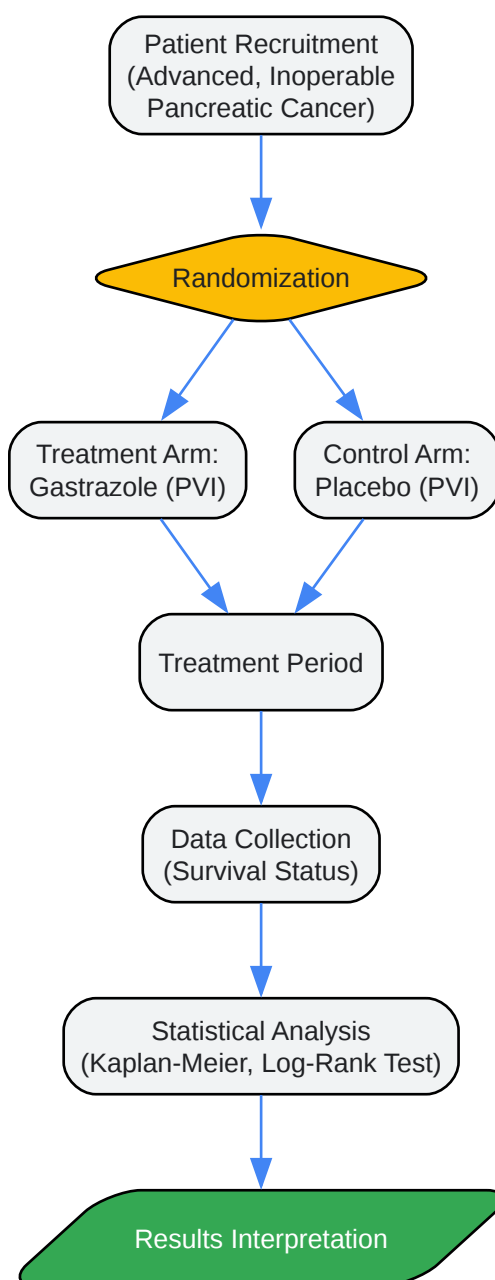 Patient Recruitment
(Advanced, Inoperable
Pancreatic Cancer)
Randomization
Treatment Arm:
Gastrazole (PVI)
Control Arm:
Placebo (PVI)
Treatment Period
Data Collection
(Survival Status)
Statistical Analysis
(Kaplan-Meier, Log-Rank Test)
Results Interpretation